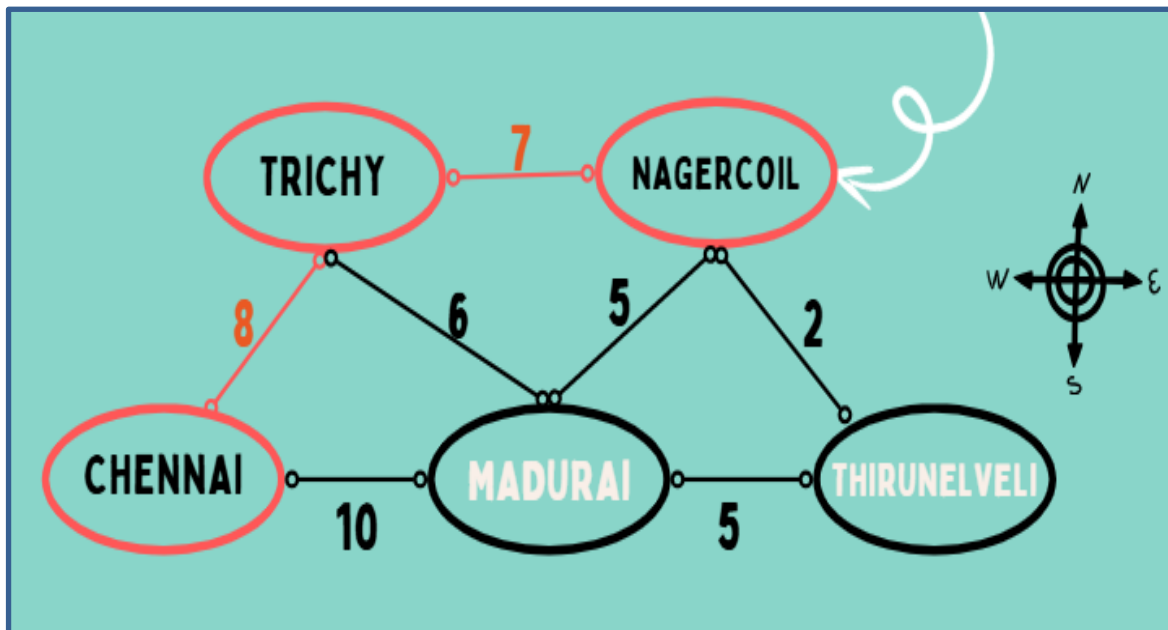 7
TRICHY
NAGERCOIL
N
W
E
S
8
6
5
2
CHENNAI
MADURAI
THIRUNELVELI
10
5